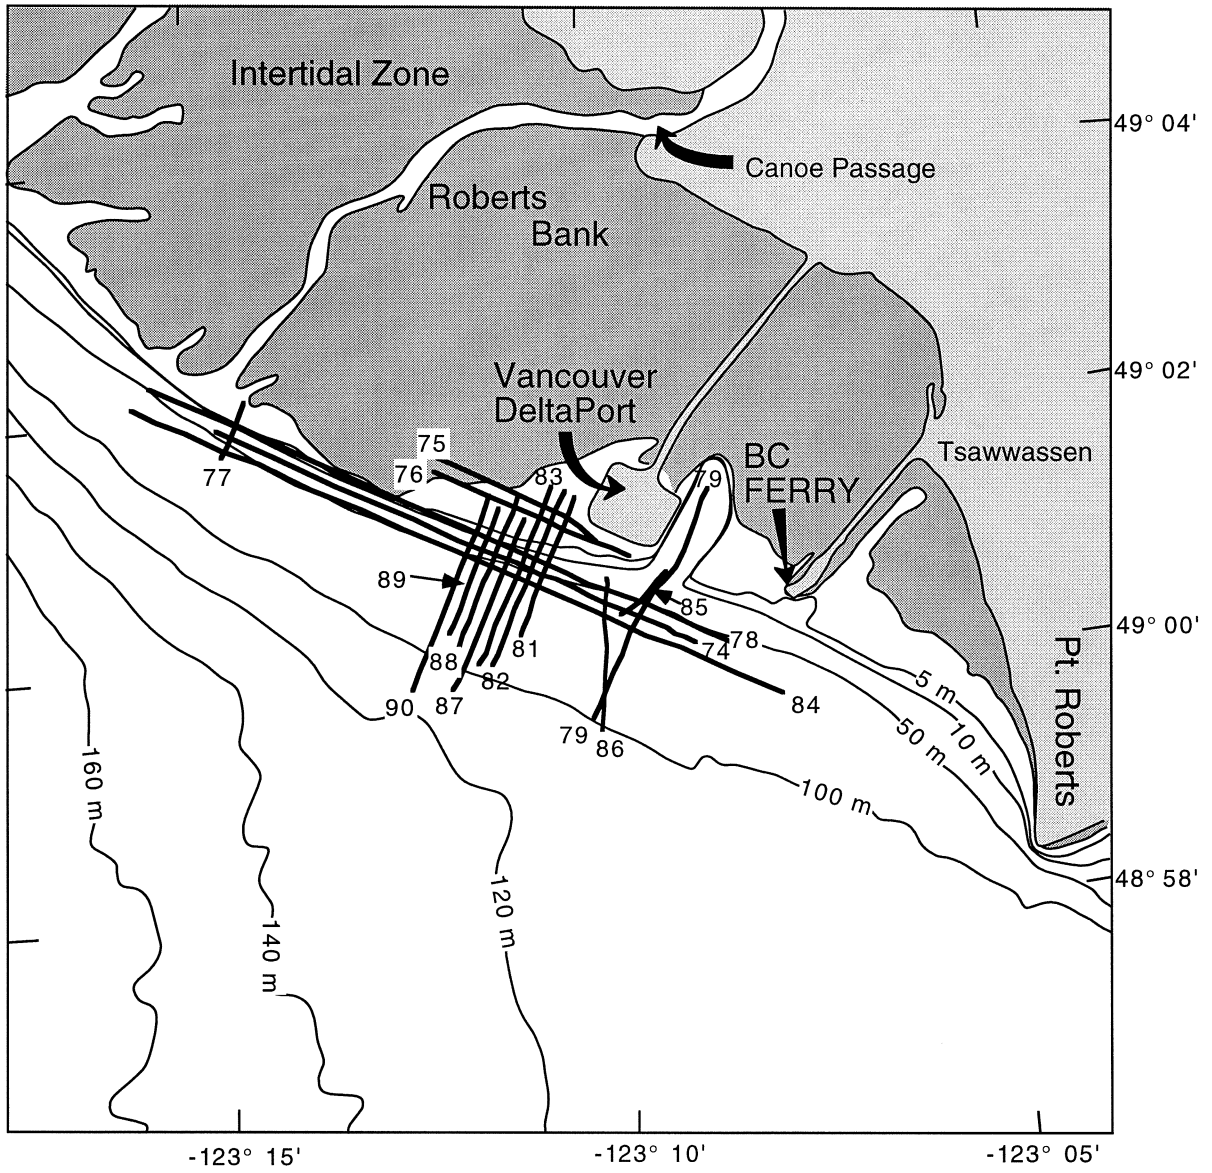 Intertidal Zone
49° 04'
Canoe Passage
Roberts
Bank
49° 02'
Vancouver
DeltaPort
75
76
77
83
79
BC
FERRY
Tsawwassen
89
85
49° 00'
78
74
81
88
82
90
87
84
79
86
5 m
10 m
50 m
100 m
Pt. Roberts
160 m
120 m
140 m
48° 58'
-123° 15'
-123° 10'
-123° 05'